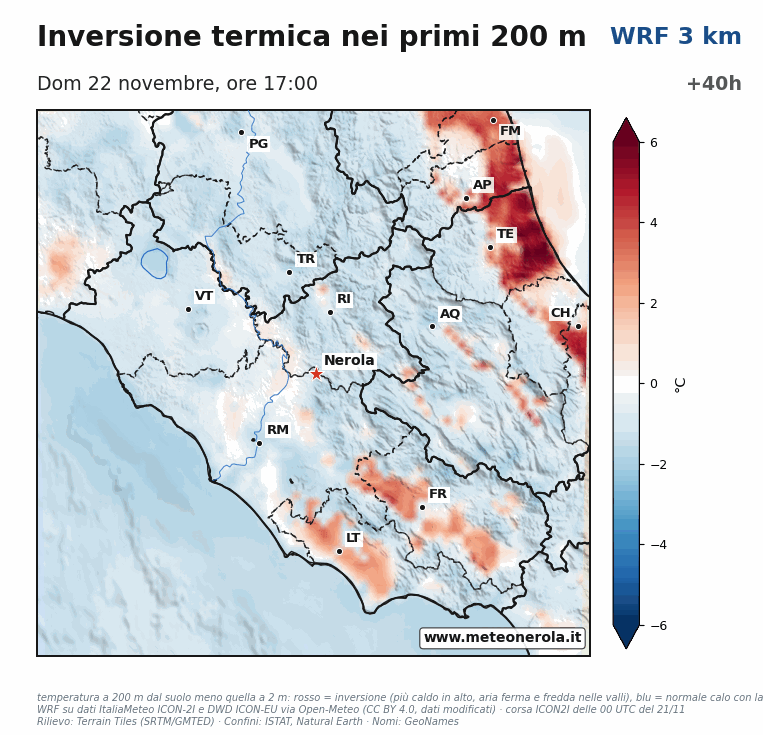 Inversione termica nei primi 200 m WRF 3 km
Dom 22 novembre, ore 17:00 +40h
PG
FM
AP
TE
TR
VT
RI
AQ
CH
Nerola
RM
FR
LT
6
4
2
0
−2
−4
−6
°C
www.meteonerola.it
temperatura a 200 m dal suolo meno quella a 2 m: rosso = inversione (più caldo in alto, aria ferma e fredda nelle valli), blu = normale calo con la
WRF su dati ItaliaMeteo ICON-2I e DWD ICON-EU via Open-Meteo (CC BY 4.0, dati modificati) · corsa ICON2I delle 00 UTC del 21/11
Rilievo: Terrain Tiles (SRTM/GMTED) · Confini: ISTAT, Natural Earth · Nomi: GeoNames